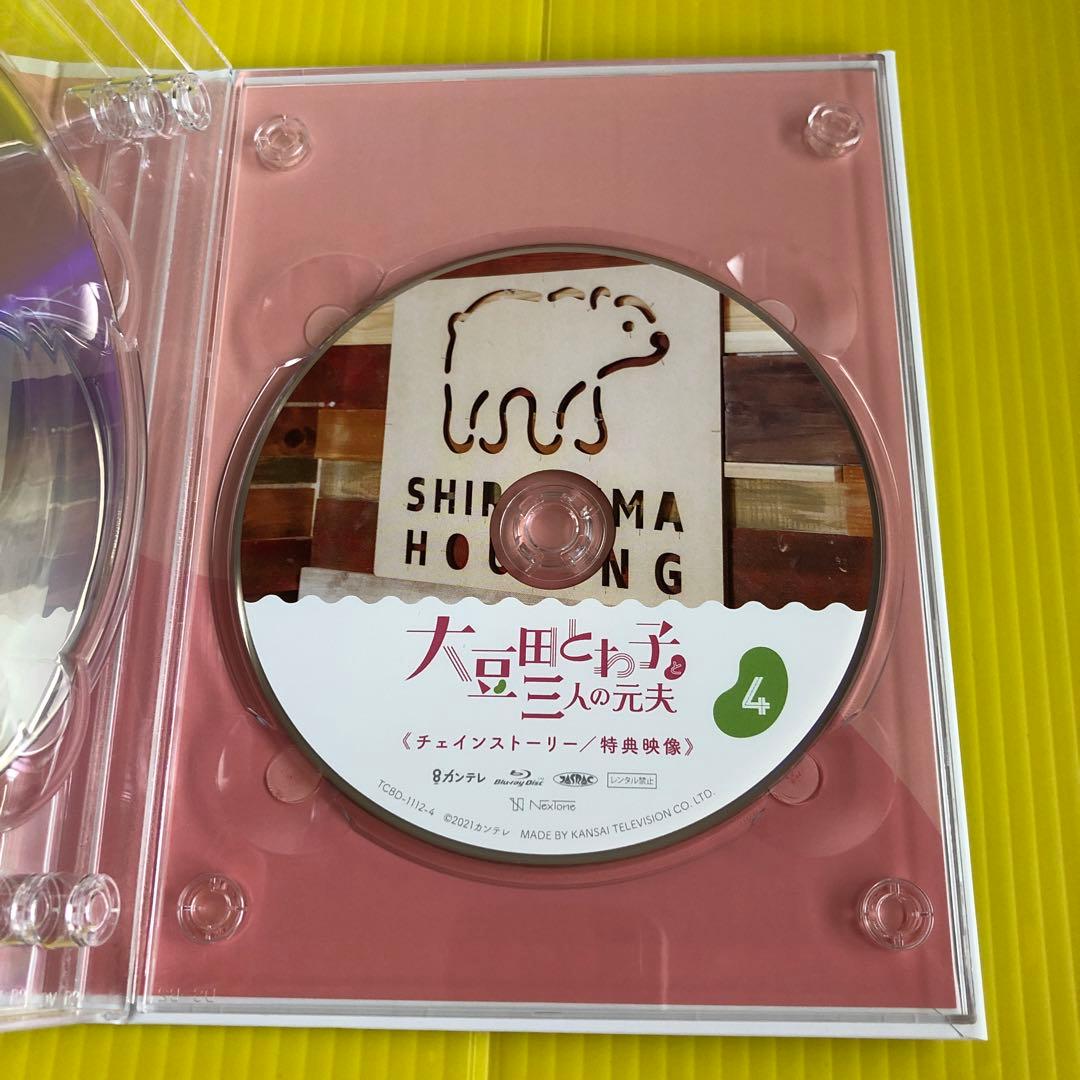 SHIR MA
HOU NG
大豆田とわ子と
三人の元夫
4
《チェインストーリー/特典映像》
8カンテレ Blu-ray Disc JASRAC レンタル禁止
NexTone
TCBD-1112-4 ©2021カンテレ MADE BY KANSAI TELEVISION CO. LTD.